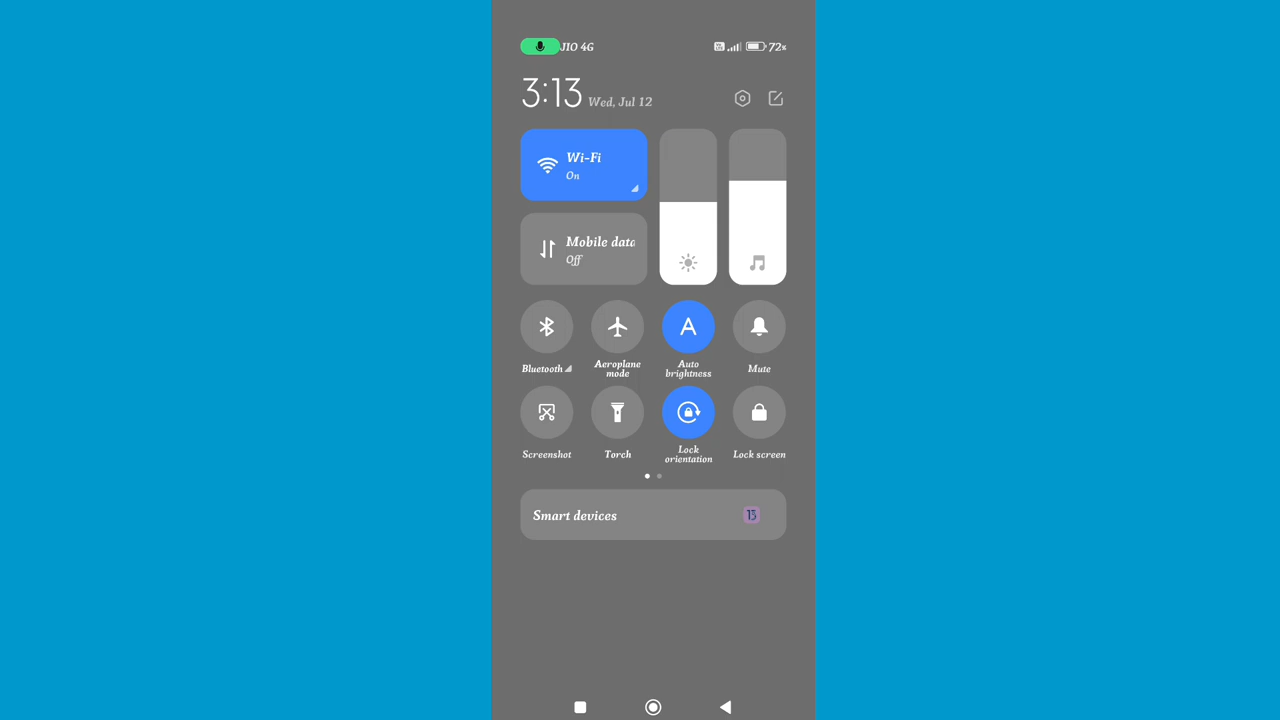 JIO 4G 72%
3:13 Wed, Jul 12
Wi-Fi
On
Mobile data
Off
Bluetooth
Aeroplane
mode
A
Auto
brightness
Mute
Screenshot
Torch
Lock
orientation
Lock screen
Smart devices